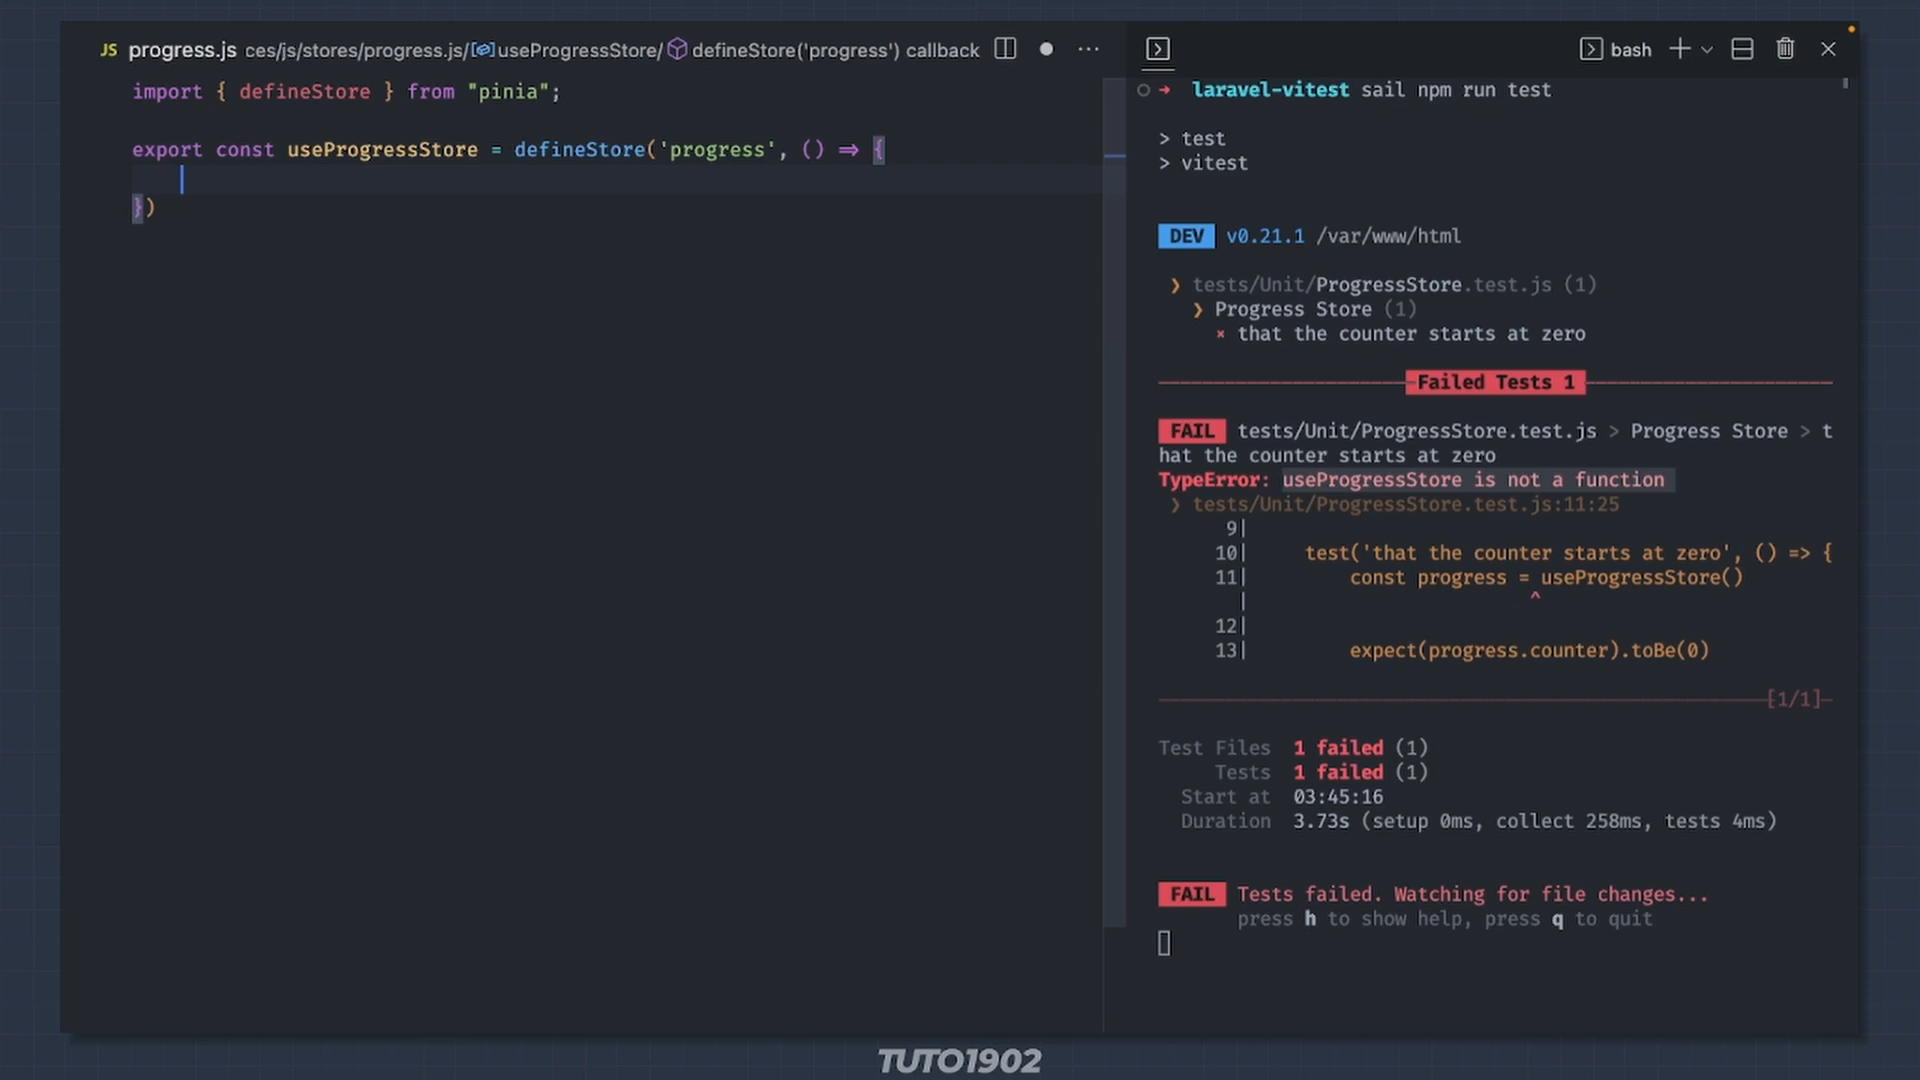 JS progress.js ces/js/stores/progress.js/useProgressStore/defineStore('progress') callback ···
import { defineStore } from "pinia";
export const useProgressStore = defineStore('progress', () => {
})
bash
→ laravel-vitest sail npm run test
> test
> vitest
DEV v0.21.1 /var/www/html
❯ tests/Unit/ProgressStore.test.js (1)
❯ Progress Store (1)
× that the counter starts at zero
Failed Tests 1
FAIL tests/Unit/ProgressStore.test.js > Progress Store > t
hat the counter starts at zero
TypeError: useProgressStore is not a function
❯ tests/Unit/ProgressStore.test.js:11:25
9|
10| test('that the counter starts at zero', () => {
11| const progress = useProgressStore()
| ^
12|
13| expect(progress.counter).toBe(0)
[1/1]
Test Files 1 failed (1)
Tests 1 failed (1)
Start at 03:45:16
Duration 3.73s (setup 0ms, collect 258ms, tests 4ms)
FAIL Tests failed. Watching for file changes...
press h to show help, press q to quit
TUTO1902